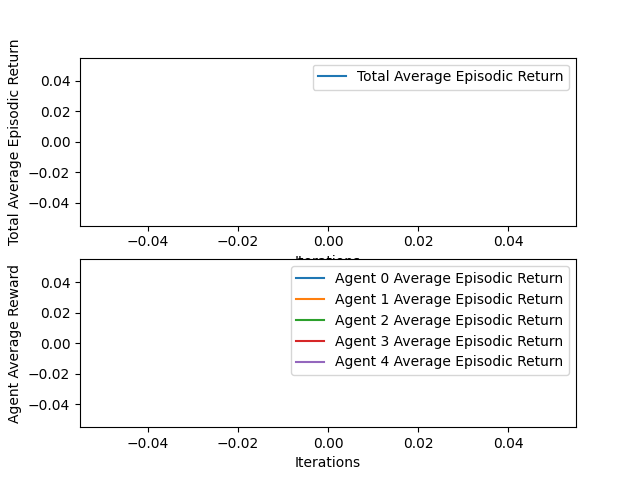 Total Average Episodic Return
0.04
0.02
0.00
−0.02
−0.04
Total Average Episodic Return
−0.04 −0.02 0.00 0.02 0.04
Iterations
Agent Average Reward
0.04
0.02
0.00
−0.02
−0.04
Agent 0 Average Episodic Return
Agent 1 Average Episodic Return
Agent 2 Average Episodic Return
Agent 3 Average Episodic Return
Agent 4 Average Episodic Return
−0.04 −0.02 0.00 0.02 0.04
Iterations